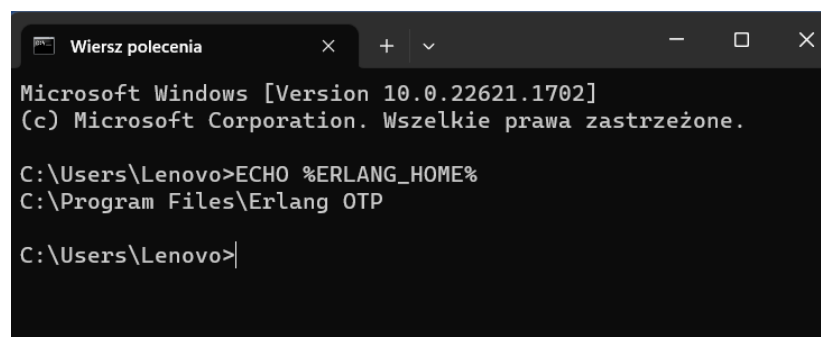 Wiersz polecenia
Microsoft Windows [Version 10.0.22621.1702]
(c) Microsoft Corporation. Wszelkie prawa zastrzeżone.
C:\Users\Lenovo>ECHO %ERLANG_HOME%
C:\Program Files\Erlang OTP
C:\Users\Lenovo>